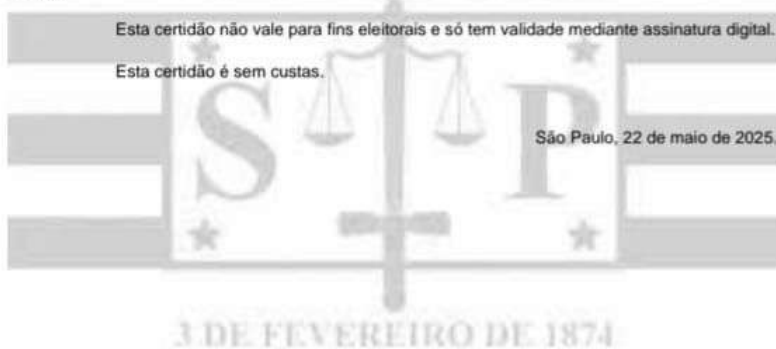 Esta certidão não vale para fins eleitorais e só tem validade mediante assinatura digital.
Esta certidão é sem custas.
S P
São Paulo, 22 de maio de 2025.
3 DE FEVEREIRO DE 1874